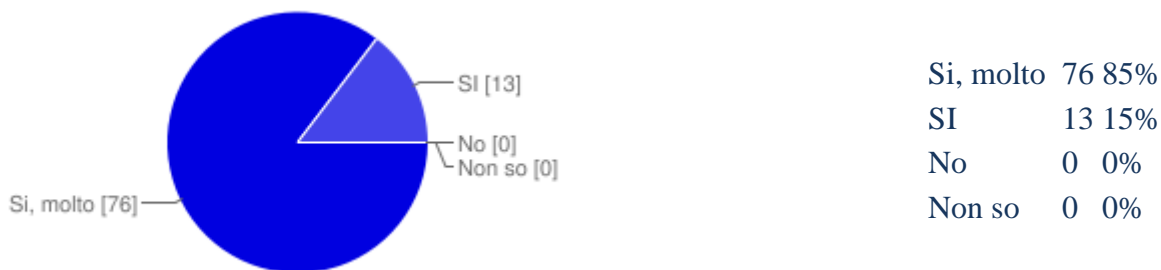 SI [13]
No [0]
Non so [0]
Si, molto [76]
Si, molto 76 85%
SI 13 15%
No 0 0%
Non so 0 0%